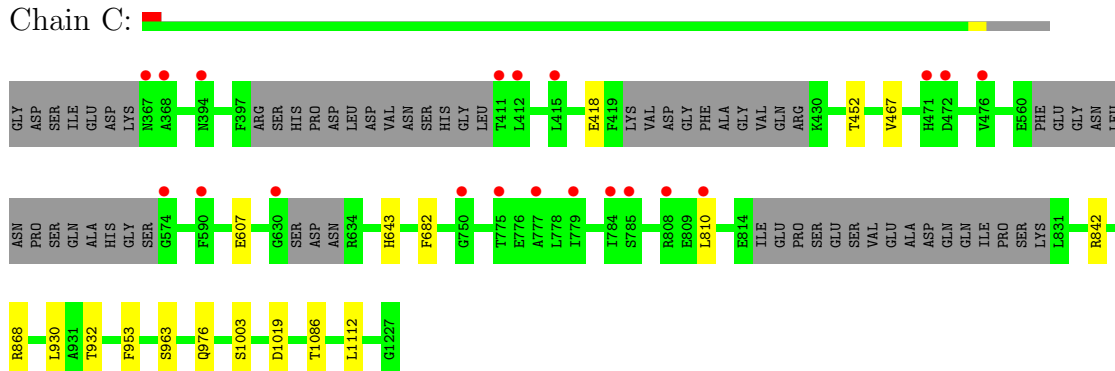 Chain C:
GLY ASP SER ILE GLU ASP LYS N367 A368 N394 F397 ARG SER HIS PRO ASP LEU ASP VAL ASN SER HIS GLY LEU T411 L412 L415 E418 F419 LYS VAL ASP GLY PHE ALA GLY VAL GLN ARG K430 T452 V467 H471 D472 V476 E560 PHE GLU GLY ASN LEU
ASN PRO SER GLN ALA HIS GLY SER G574 F590 E607 G630 SER ASP ASN R634 H643 F682 G750 T775 E776 A777 L778 I779 I784 S785 R808 E809 L810 E814 ILE GLU PRO SER GLU SER VAL GLU ALA ASP GLN GLN ILE PRO SER LYS L831 R842
R868 L930 A931 T932 F953 S963 Q976 S1003 D1019 T1086 L1112 G1227